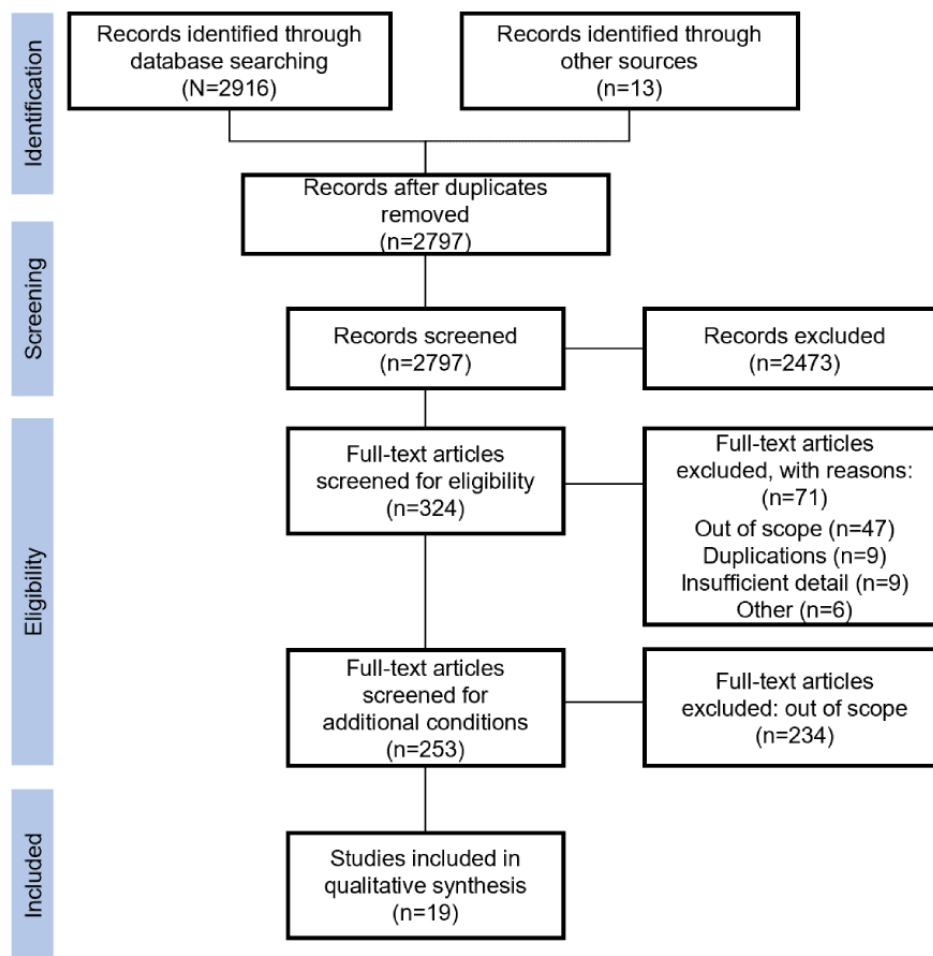 Identification
Records identified through
database searching
(N=2916)
Records identified through
other sources
(n=13)
Records after duplicates
removed
(n=2797)
Screening
Records screened
(n=2797)
Records excluded
(n=2473)
Eligibility
Full-text articles
screened for eligibility
(n=324)
Full-text articles
excluded, with reasons:
(n=71)
Out of scope (n=47)
Duplications (n=9)
Insufficient detail (n=9)
Other (n=6)
Full-text articles
screened for
additional conditions
(n=253)
Full-text articles
excluded: out of scope
(n=234)
Included
Studies included in
qualitative synthesis
(n=19)